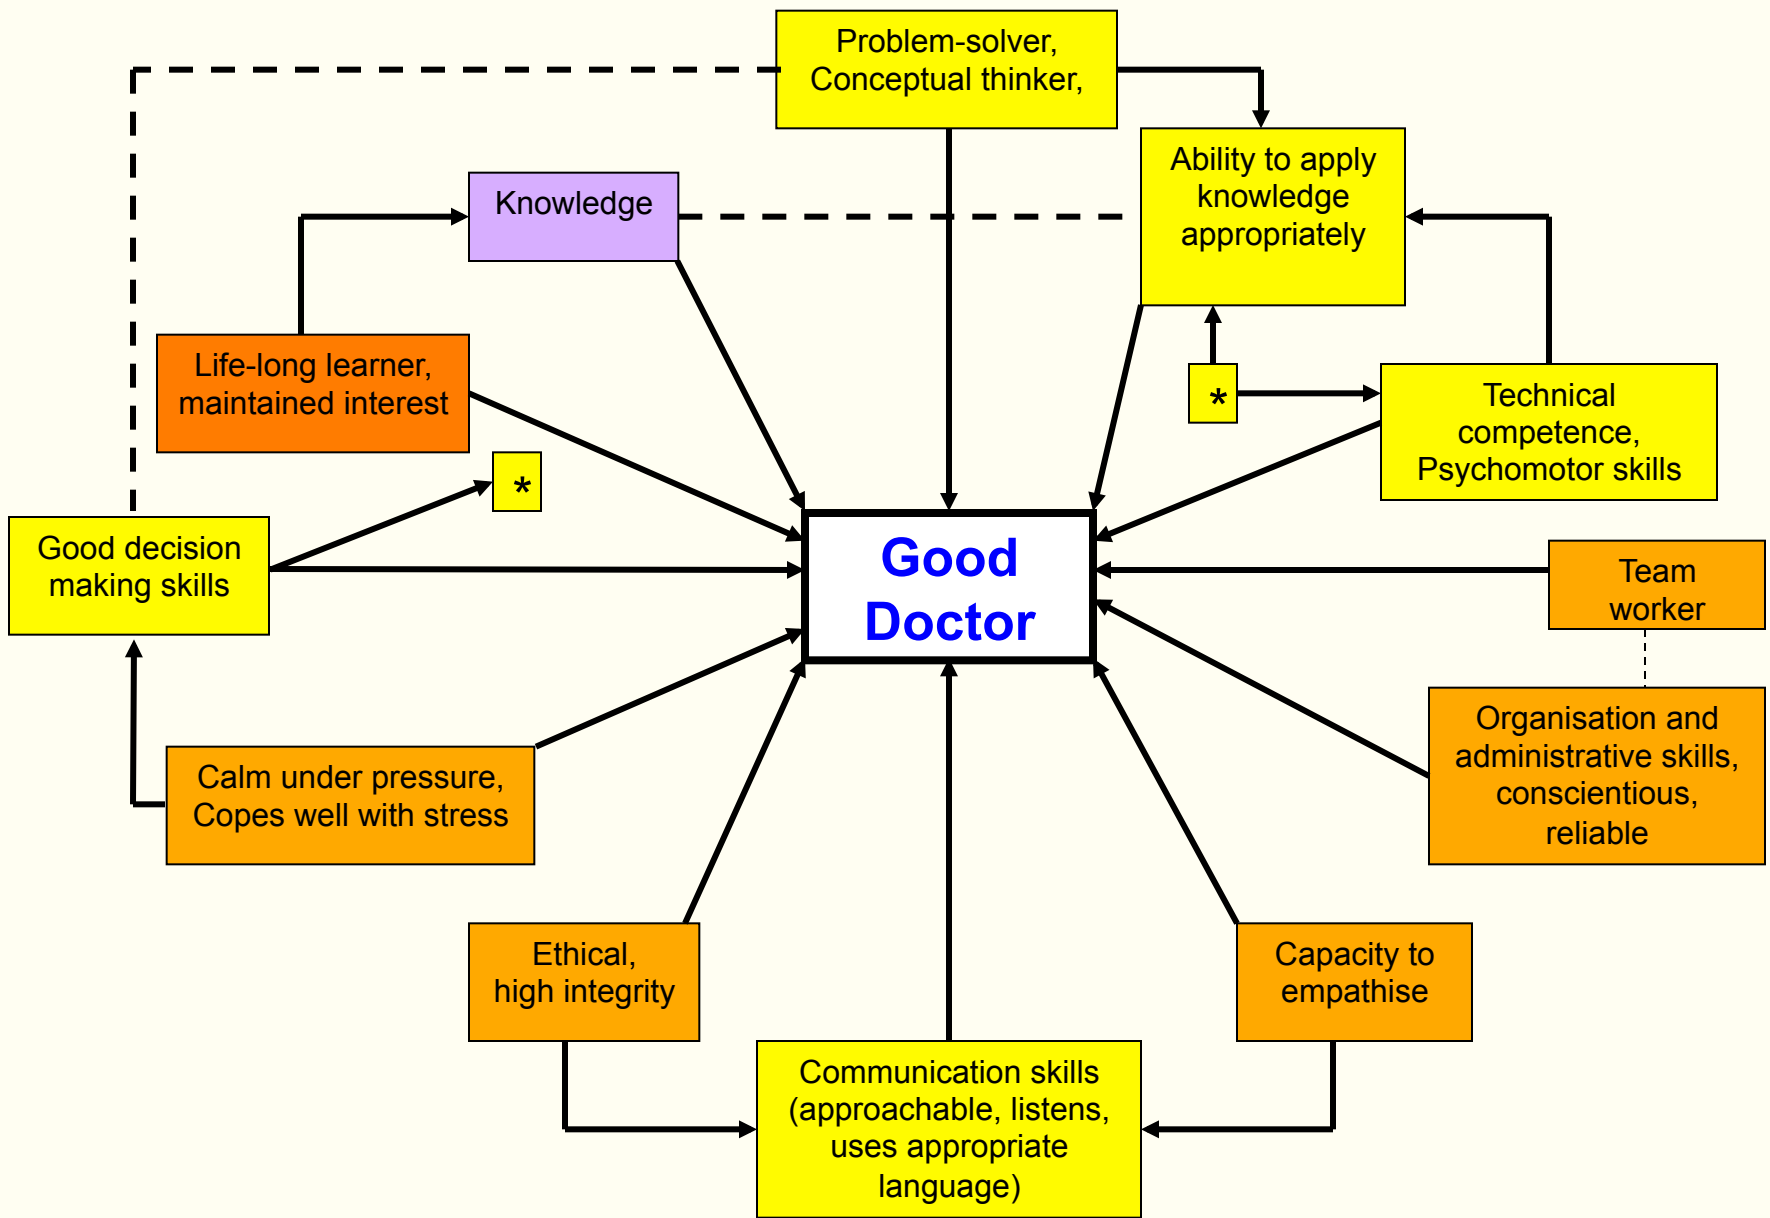 Problem-solver,
Conceptual thinker,
Ability to apply
knowledge
appropriately
Knowledge
Life-long learner,
maintained interest
*
Technical
competence,
Psychomotor skills
*
Good decision
making skills
Good
Doctor
Team
worker
Organisation and
administrative skills,
conscientious,
reliable
Calm under pressure,
Copes well with stress
Ethical,
high integrity
Capacity to
empathise
Communication skills
(approachable, listens,
uses appropriate
language)